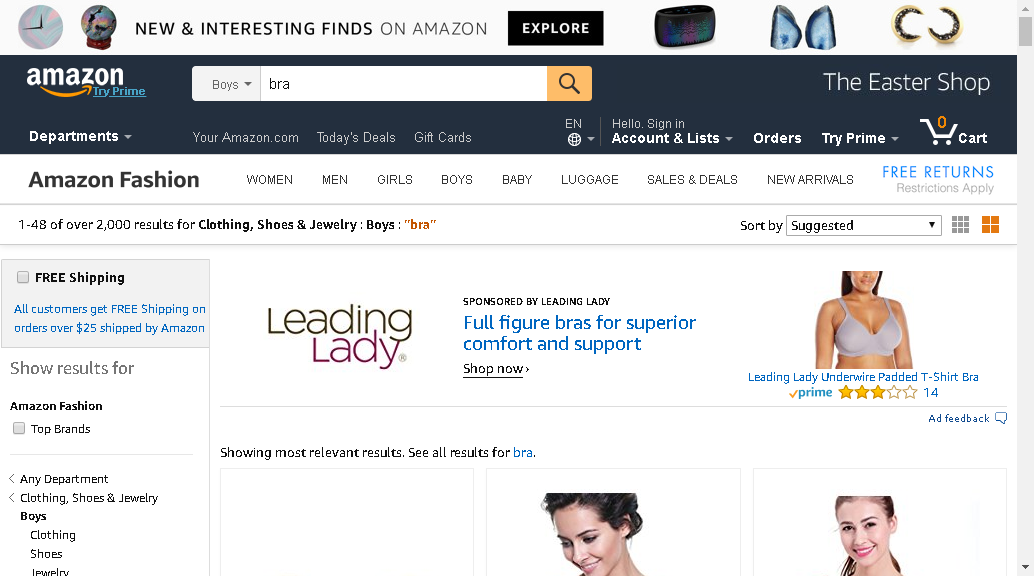 NEW & INTERESTING FINDS ON AMAZON
EXPLORE
amazon
Try Prime
Boys
bra
The Easter Shop
Departments
Your Amazon.com
Today's Deals
Gift Cards
EN
Hello. Sign in
Account & Lists
Orders
Try Prime
0
Cart
Amazon Fashion
WOMEN
MEN
GIRLS
BOYS
BABY
LUGGAGE
SALES & DEALS
NEW ARRIVALS
FREE RETURNS
Restrictions Apply
1-48 of over 2,000 results for Clothing, Shoes & Jewelry : Boys : "bra"
Sort by
Suggested
FREE Shipping
All customers get FREE Shipping on
orders over $25 shipped by Amazon
Show results for
Amazon Fashion
Top Brands
Any Department
Clothing, Shoes & Jewelry
Boys
Clothing
Shoes
Jewelry
Leading
Lady®
SPONSORED BY LEADING LADY
Full figure bras for superior
comfort and support
Shop now ›
Leading Lady Underwire Padded T-Shirt Bra
prime
14
Ad feedback
Showing most relevant results. See all results for bra.